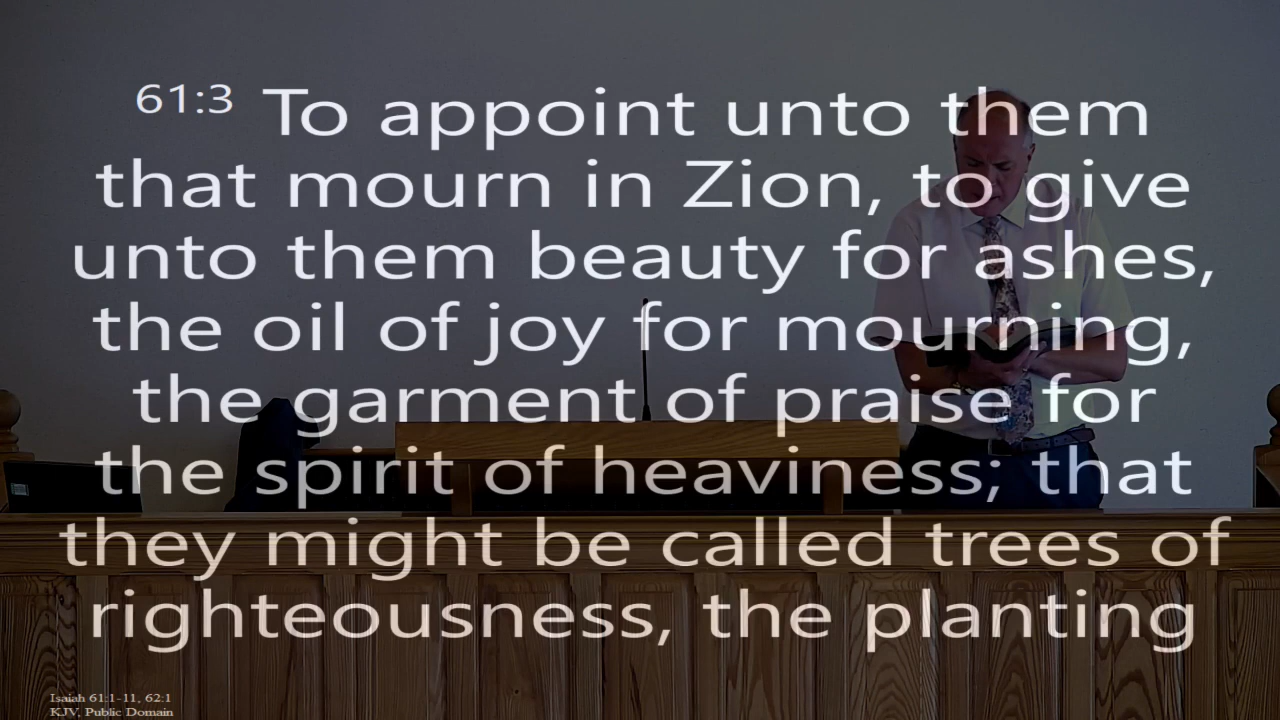 61:3 To appoint unto them
that mourn in Zion, to give
unto them beauty for ashes,
the oil of joy for mourning,
the garment of praise for
the spirit of heaviness; that
they might be called trees of
righteousness, the planting
Isaiah 61:1-11, 62:1
KJV, Public Domain